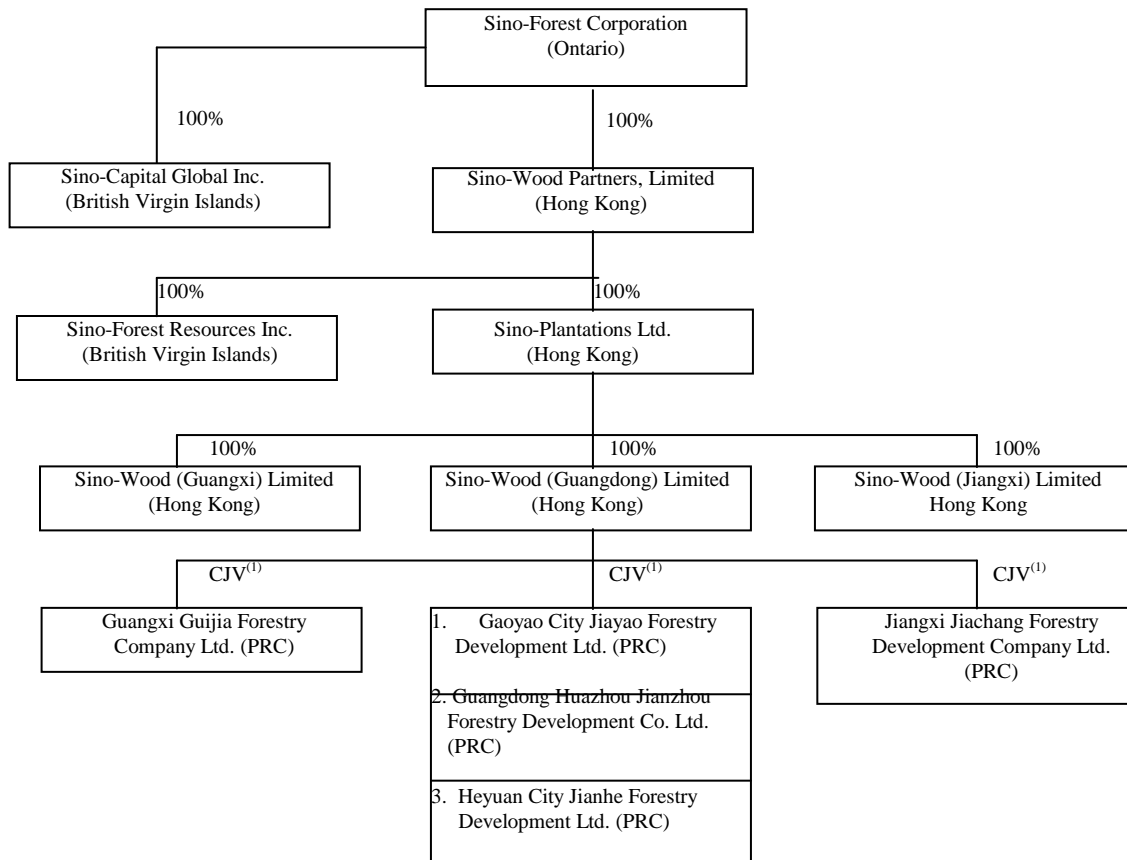 Sino-Forest Corporation
(Ontario)
100%
100%
Sino-Capital Global Inc.
(British Virgin Islands)
Sino-Wood Partners, Limited
(Hong Kong)
100%
100%
Sino-Forest Resources Inc.
(British Virgin Islands)
Sino-Plantations Ltd.
(Hong Kong)
100%
100%
100%
Sino-Wood (Guangxi) Limited
(Hong Kong)
Sino-Wood (Guangdong) Limited
(Hong Kong)
Sino-Wood (Jiangxi) Limited
Hong Kong
CJV(1)
CJV(1)
CJV(1)
Guangxi Guijia Forestry
Company Ltd. (PRC)
1. Gaoyao City Jiayao Forestry
Development Ltd. (PRC)
2. Guangdong Huazhou Jianzhou
Forestry Development Co. Ltd.
(PRC)
3. Heyuan City Jianhe Forestry
Development Ltd. (PRC)
Jiangxi Jiachang Forestry
Development Company Ltd.
(PRC)